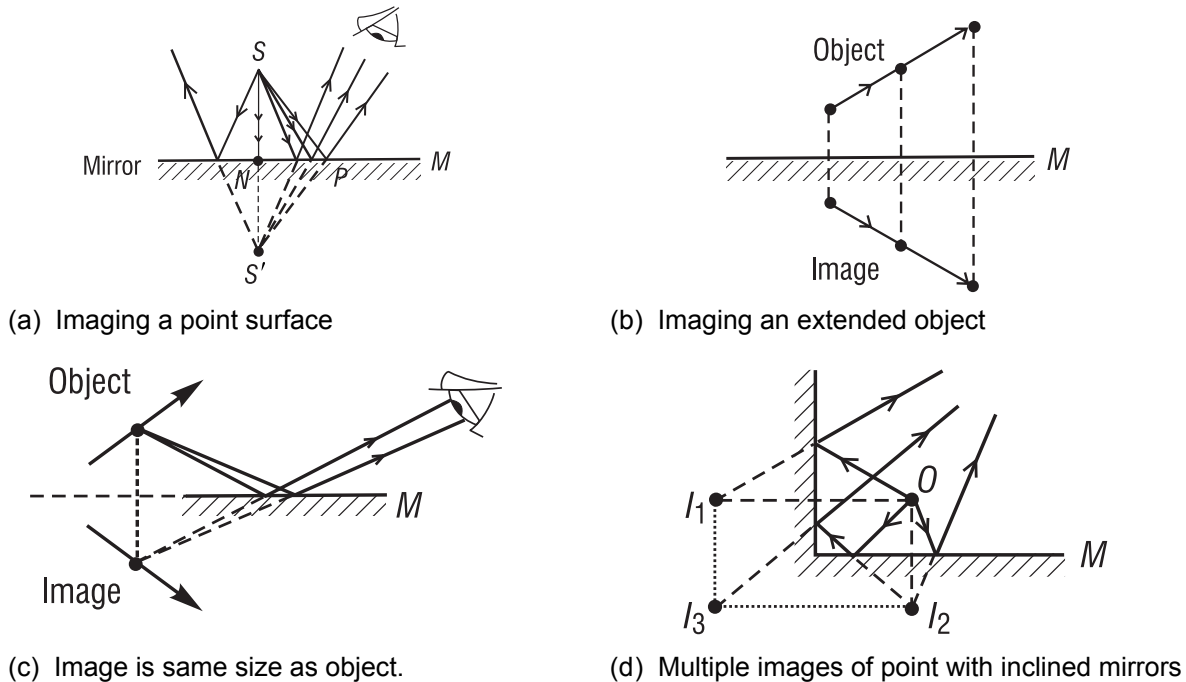 S
Mirror
N
P
M
S'
(a) Imaging a point surface
Object
M
Image
(b) Imaging an extended object
Object
M
Image
(c) Image is same size as object.
O
I1
M
I3
I2
(d) Multiple images of point with inclined mirrors